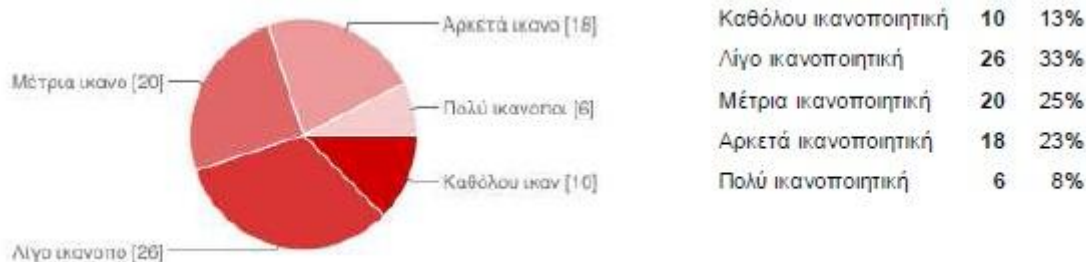 Αρκετά ικανο [18]
Μέτρια ικανο [20]
Πολύ ικανοποι [6]
Καθόλου ικαν [10]
Λίγο ικανοπο [26]
Καθόλου ικανοποιητική 10 13%
Λίγο ικανοποιητική 26 33%
Μέτρια ικανοποιητική 20 25%
Αρκετά ικανοποιητική 18 23%
Πολύ ικανοποιητική 6 8%